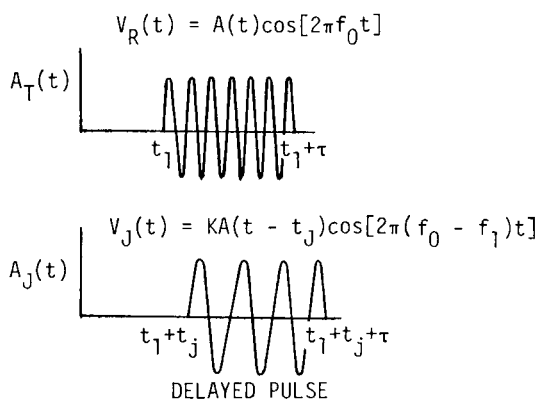 V_R(t) = A(t)cos[2πf_0t]
A_T(t)
t_1 t_1+τ
V_J(t) = KA(t - t_J)cos[2π(f_0 - f_1)t]
A_J(t)
t_1+t_j t_1+t_j+τ
DELAYED PULSE